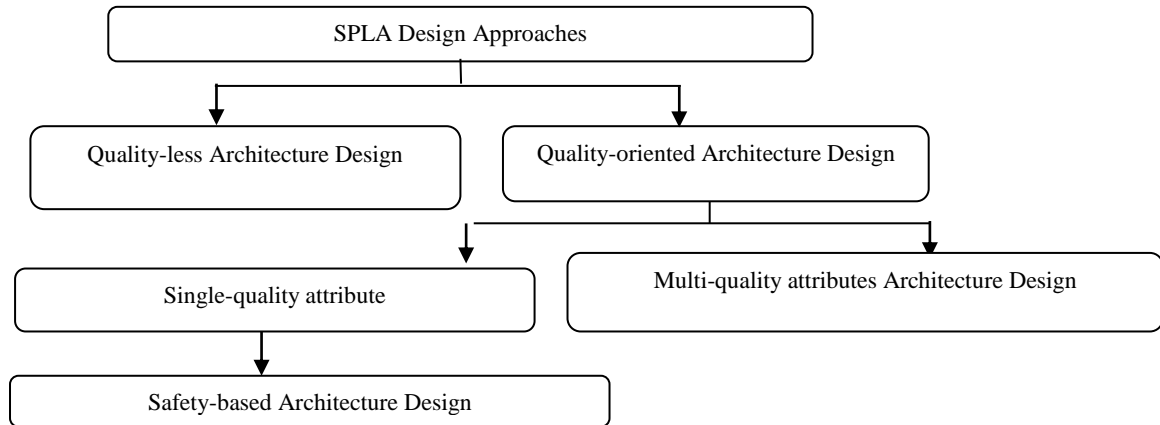 SPLA Design Approaches
Quality-less Architecture Design
Quality-oriented Architecture Design
Single-quality attribute
Multi-quality attributes Architecture Design
Safety-based Architecture Design